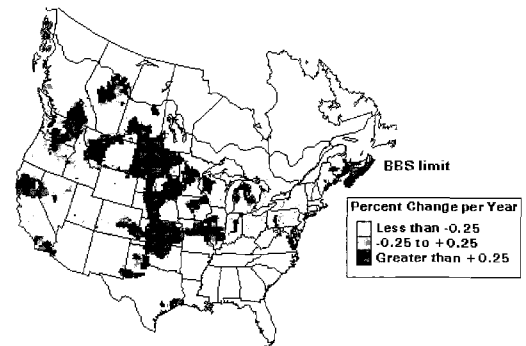 BBS limit
Percent Change per Year
Less than -0.25
-0.25 to +0.25
Greater than +0.25